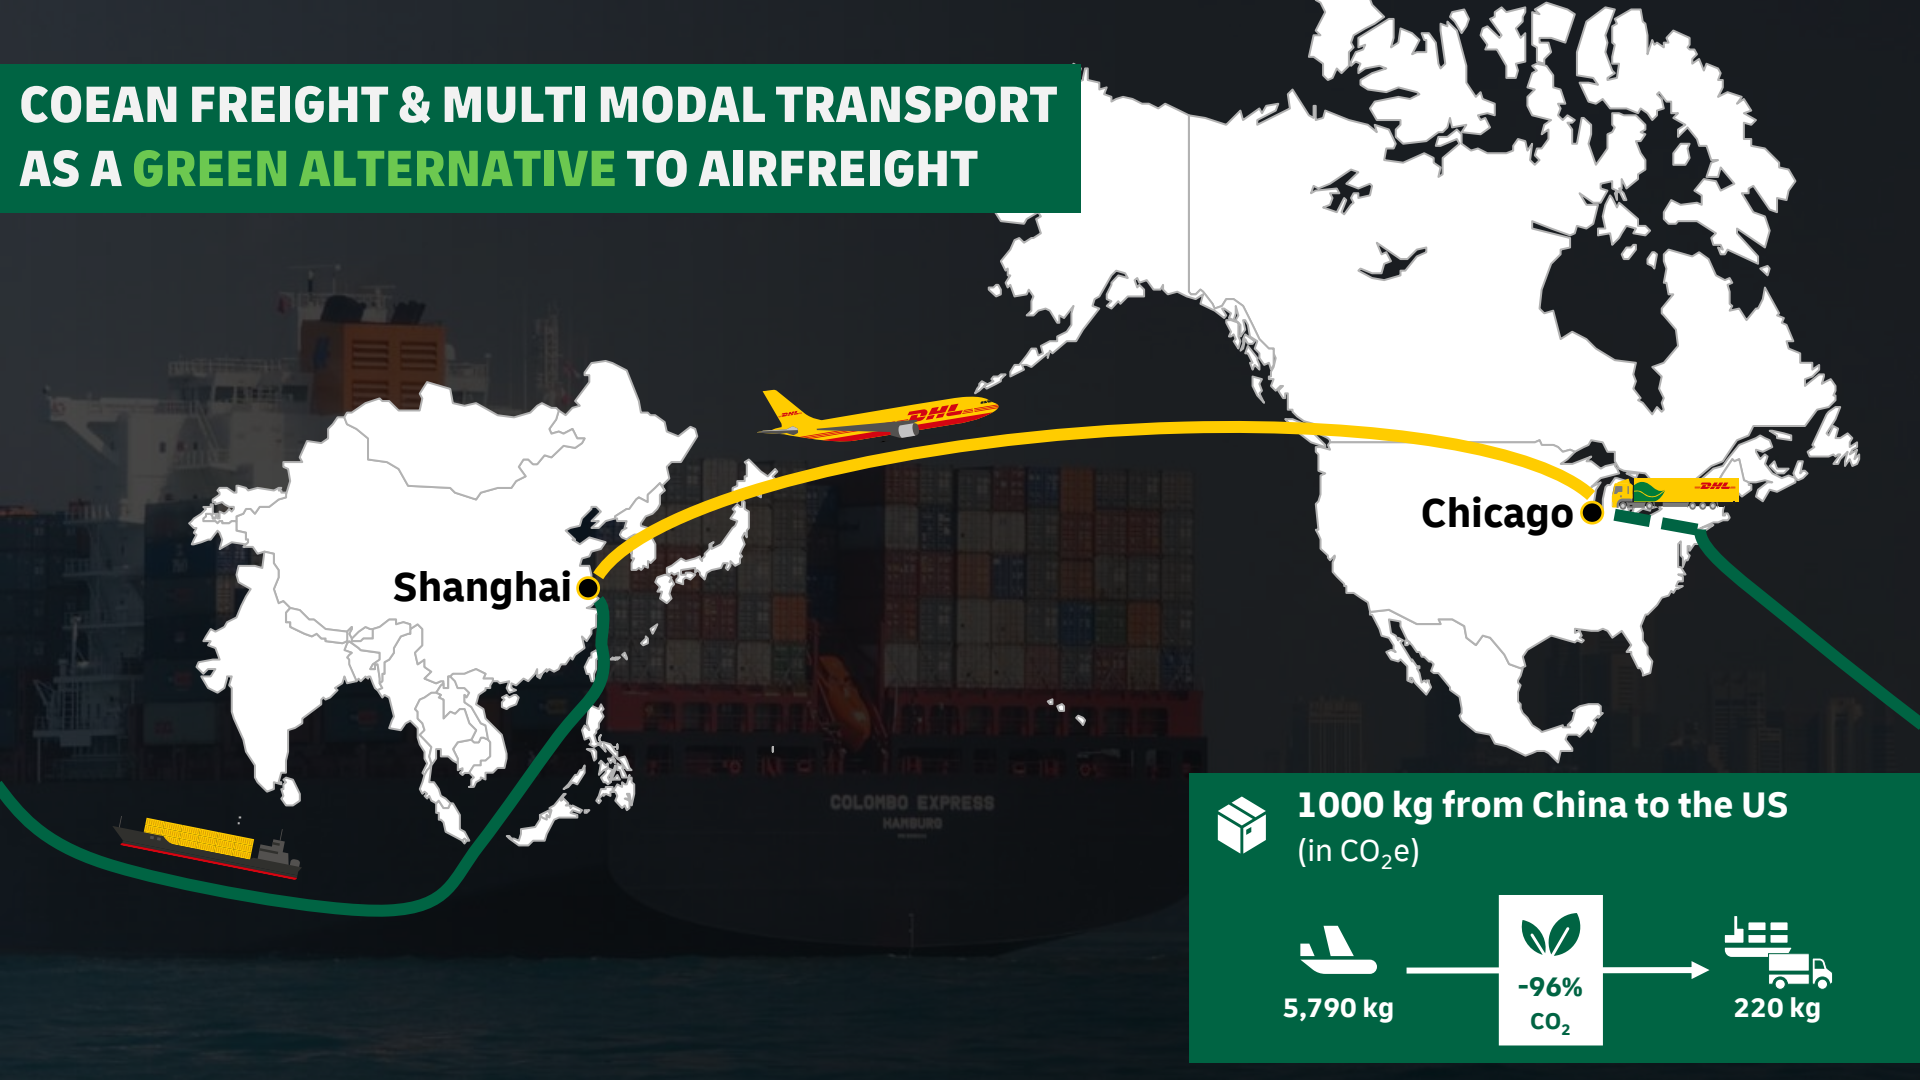 COEAN FREIGHT & MULTI MODAL TRANSPORT
AS A GREEN ALTERNATIVE TO AIRFREIGHT
DHL
DHL
DHL
Chicago
Shanghai
COLOMBO EXPRESS
HAMBURG
1000 kg from China to the US
(in CO₂e)
-96%
CO₂
5,790 kg
220 kg